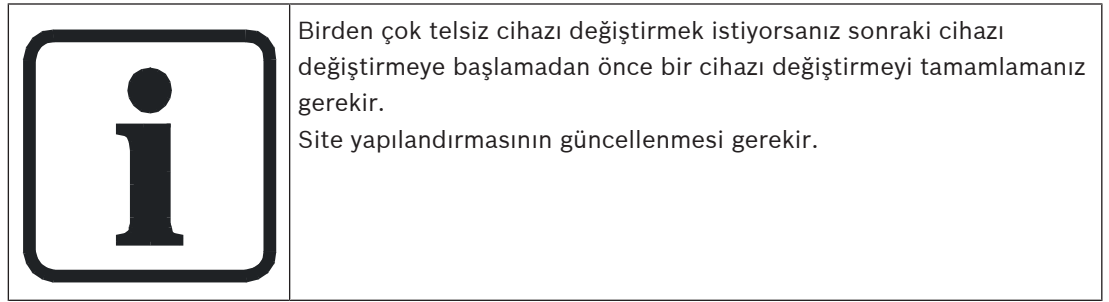 Birden çok telsiz cihazı değiştirmek istiyorsanız sonraki cihazı
değiştirmeye başlamadan önce bir cihazı değiştirmeyi tamamlamanız
gerekir.
Site yapılandırmasının güncellenmesi gerekir.